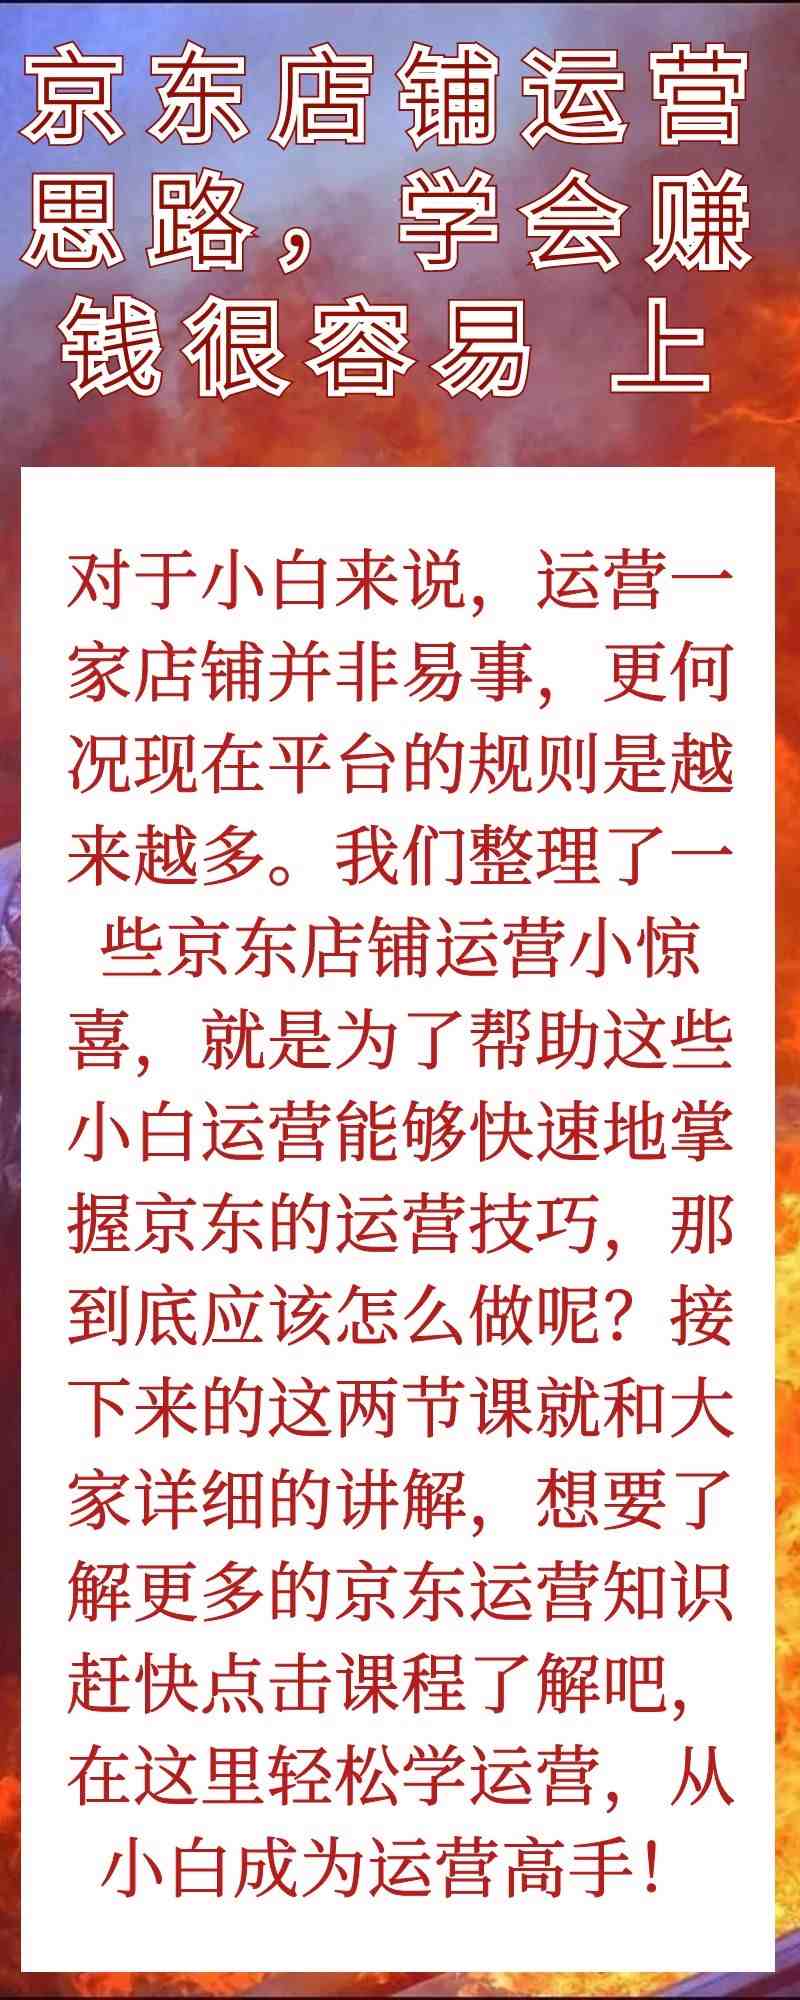 京东店铺运营
思路，学会赚
钱很容易 上
对于小白来说，运营一
家店铺并非易事，更何
况现在平台的规则是越
来越多。我们整理了一
些京东店铺运营小惊
喜，就是为了帮助这些
小白运营能够快速地掌
握京东的运营技巧，那
到底应该怎么做呢？接
下来的这两节课就和大
家详细的讲解，想要了
解更多的京东运营知识
赶快点击课程了解吧，
在这里轻松学运营，从
小白成为运营高手！